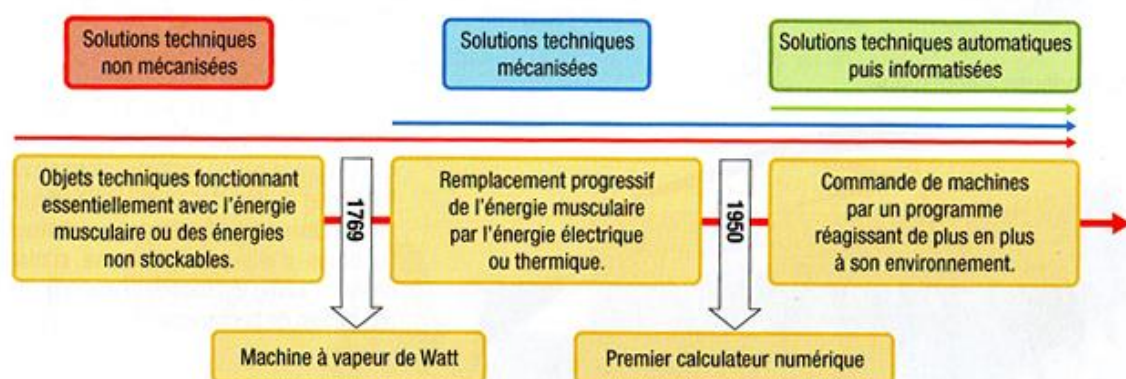 Solutions techniques
non mécanisées
Solutions techniques
mécanisées
Solutions techniques automatiques
puis informatisées
Objets techniques fonctionnant
essentiellement avec l'énergie
musculaire ou des énergies
non stockables.
1769
Remplacement progressif
de l'énergie musculaire
par l'énergie électrique
ou thermique.
1950
Commande de machines
par un programme
réagissant de plus en plus
à son environnement.
Machine à vapeur de Watt
Premier calculateur numérique